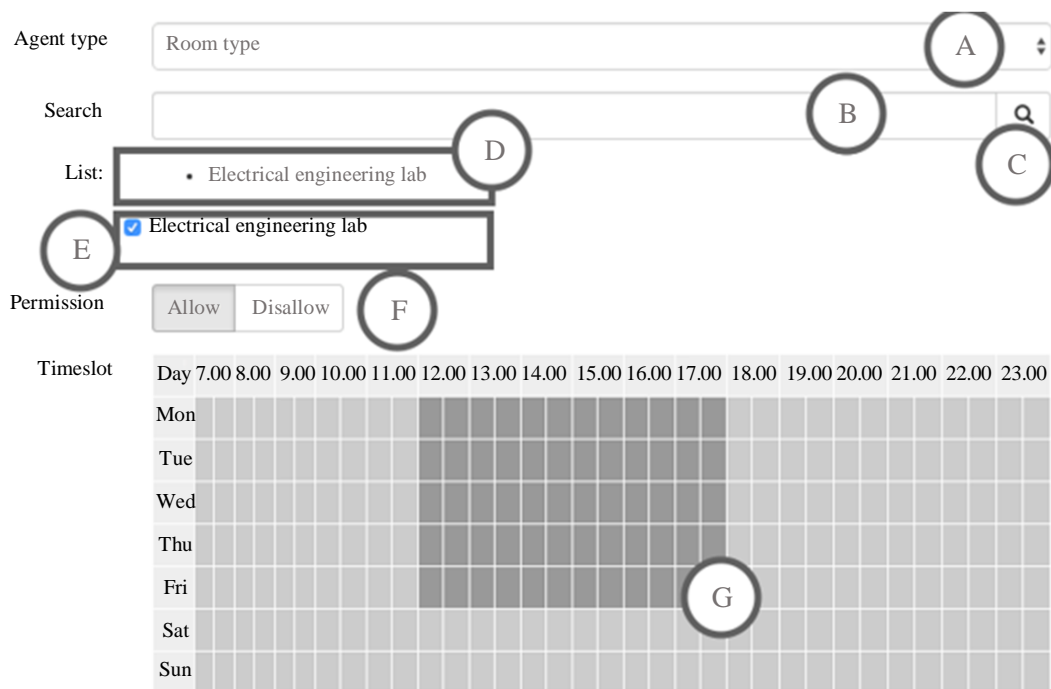 Agent type Room type A
Search B
C
D
List: • Electrical engineering lab
E Electrical engineering lab
Permission Allow Disallow F
Timeslot Day 7.00 8.00 9.00 10.00 11.00 12.00 13.00 14.00 15.00 16.00 17.00 18.00 19.00 20.00 21.00 22.00 23.00
Mon
Tue
Wed
Thu
Fri
G
Sat
Sun